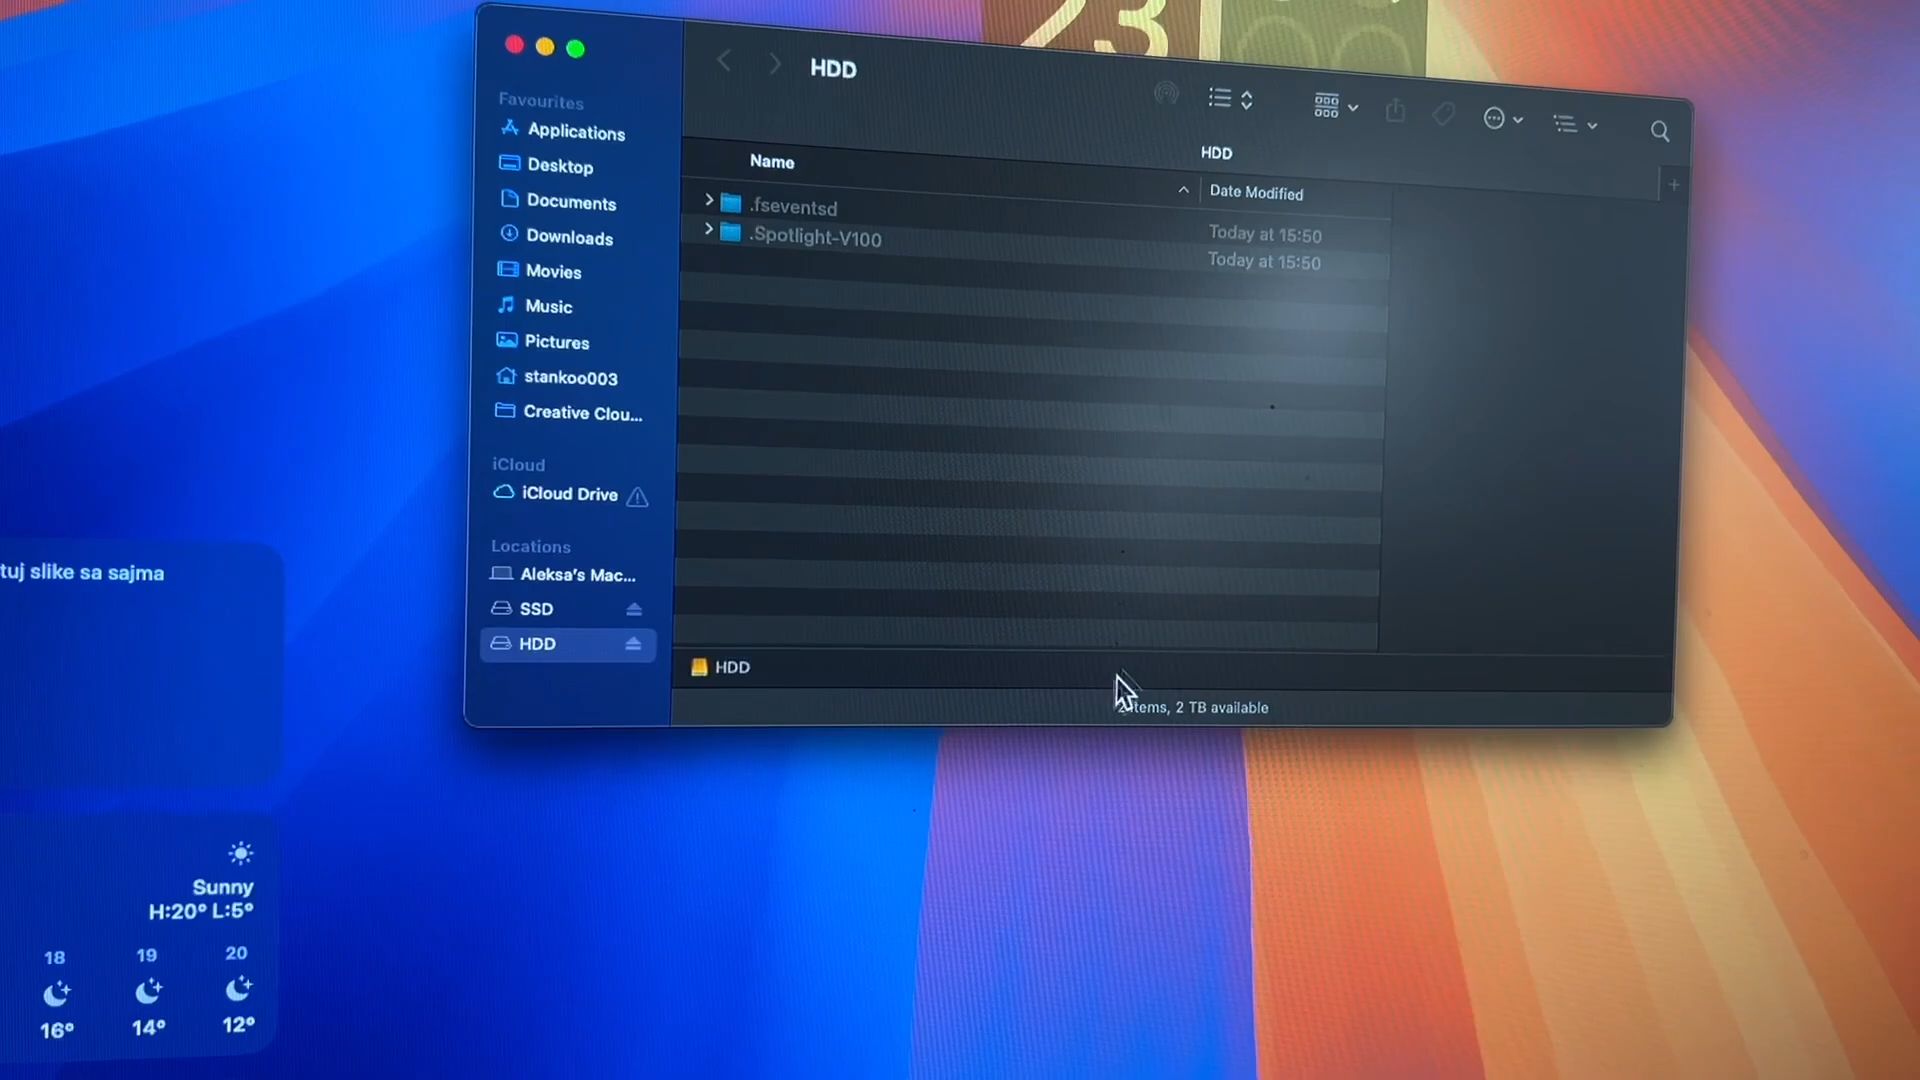 23
HDD
Favourites
Applications
Desktop
Documents
Downloads
Movies
Music
Pictures
stankoo003
Creative Clou...
iCloud
iCloud Drive
Locations
Aleksa's Mac...
SSD
HDD
HDD
Name
Date Modified
.fseventsd
Today at 15:50
.Spotlight-V100
Today at 15:50
HDD
items, 2 TB available
tuj slike sa sajma
Sunny
H:20° L:5°
18 19 20
16° 14° 12°